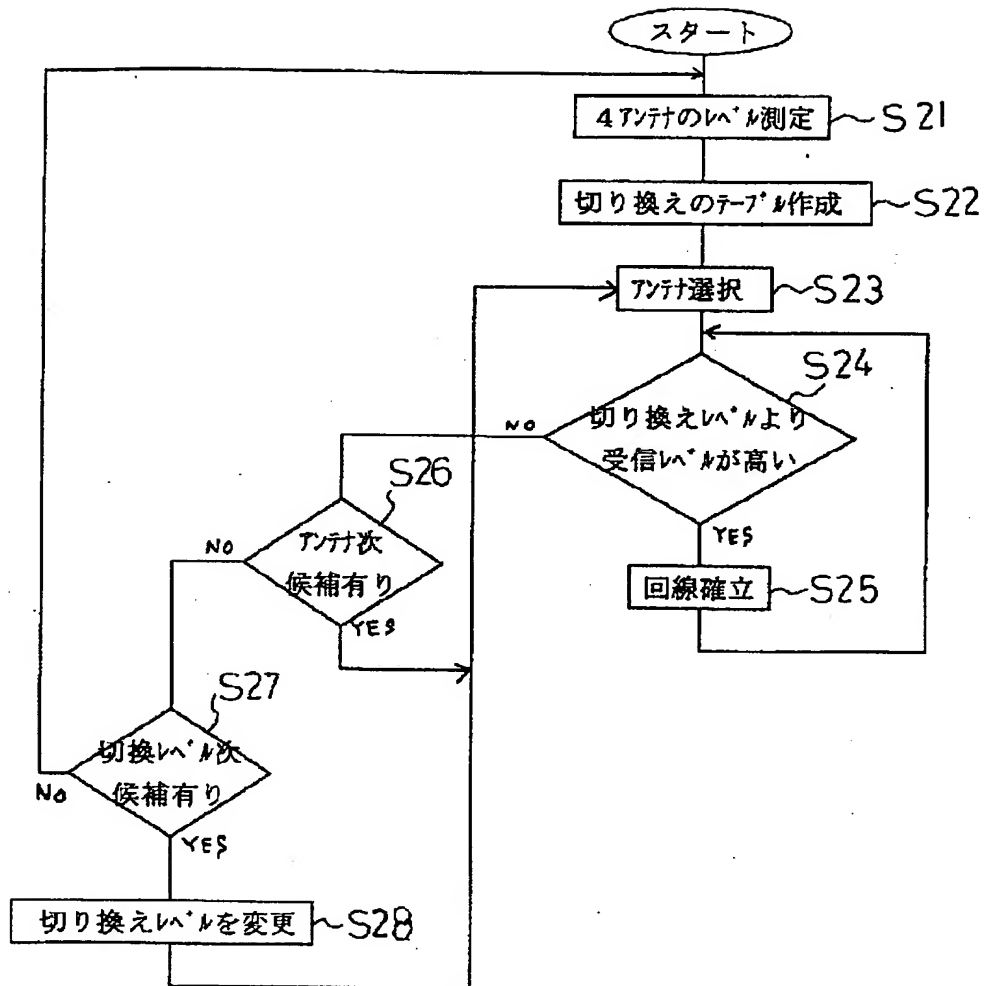 スタート
4アンテナのレベル測定
S21
切り換えのテーブル作成
S22
アンテナ選択
S23
S24
切り換えレベルより
受信レベルが高い
NO
YES
回線確立
S25
S26
アンテナ次
候補有り
NO
YES
S27
切換レベル次
候補有り
NO
YES
切り換えレベルを変更
S28